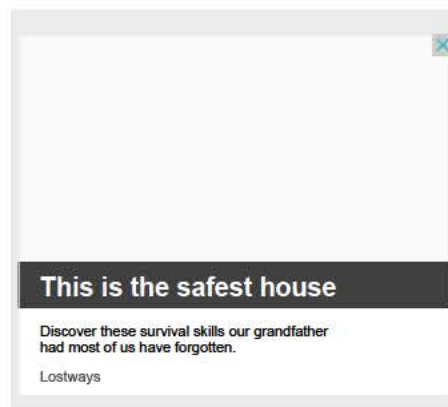 This is the safest house
Discover these survival skills our grandfather
had most of us have forgotten.
Lostways